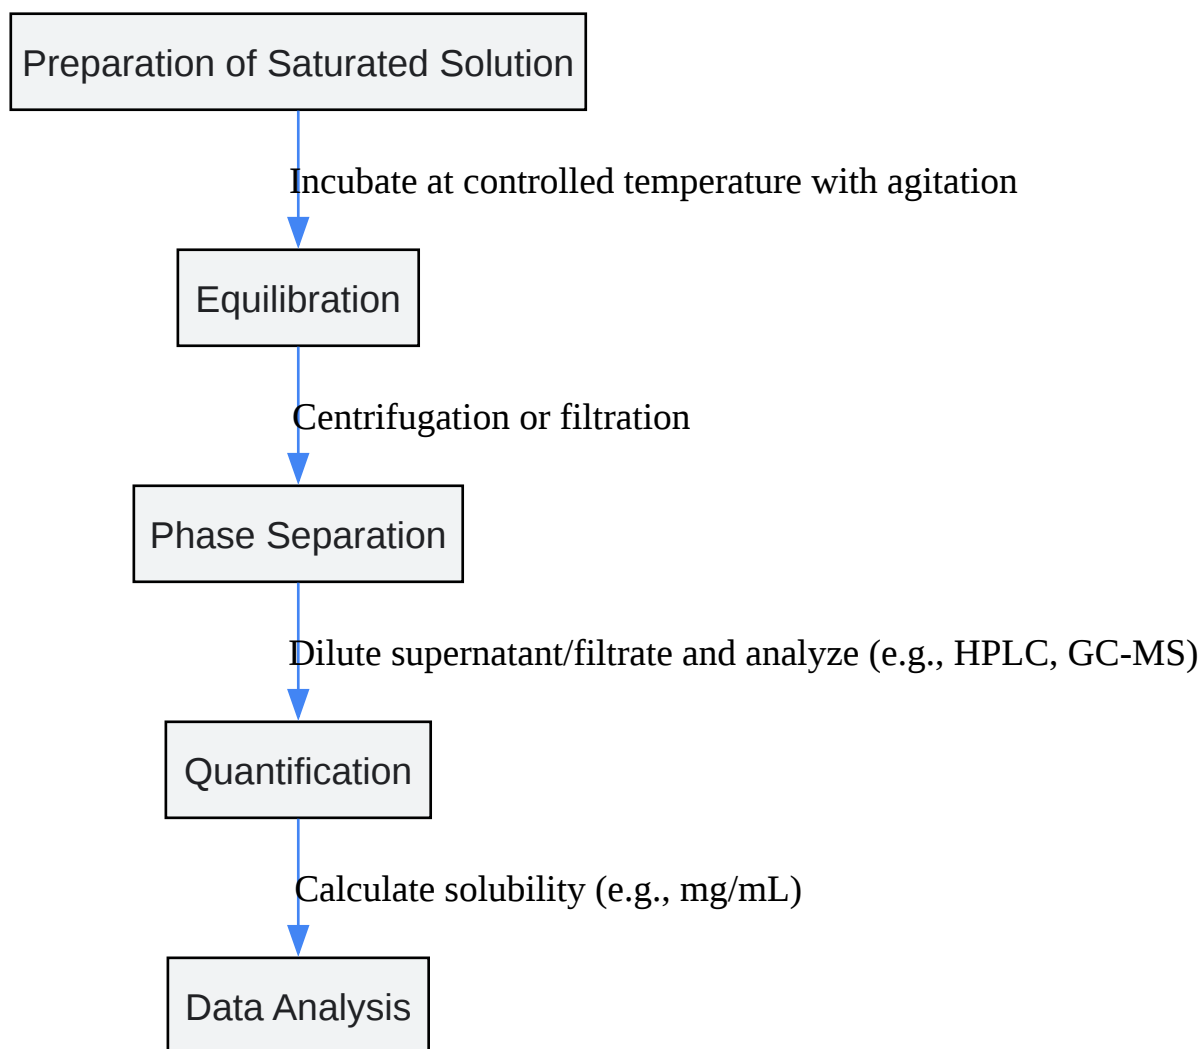 Preparation of Saturated Solution
Incubate at controlled temperature with agitation
Equilibration
Centrifugation or filtration
Phase Separation
Dilute supernatant/filtrate and analyze (e.g., HPLC, GC-MS)
Quantification
Calculate solubility (e.g., mg/mL)
Data Analysis